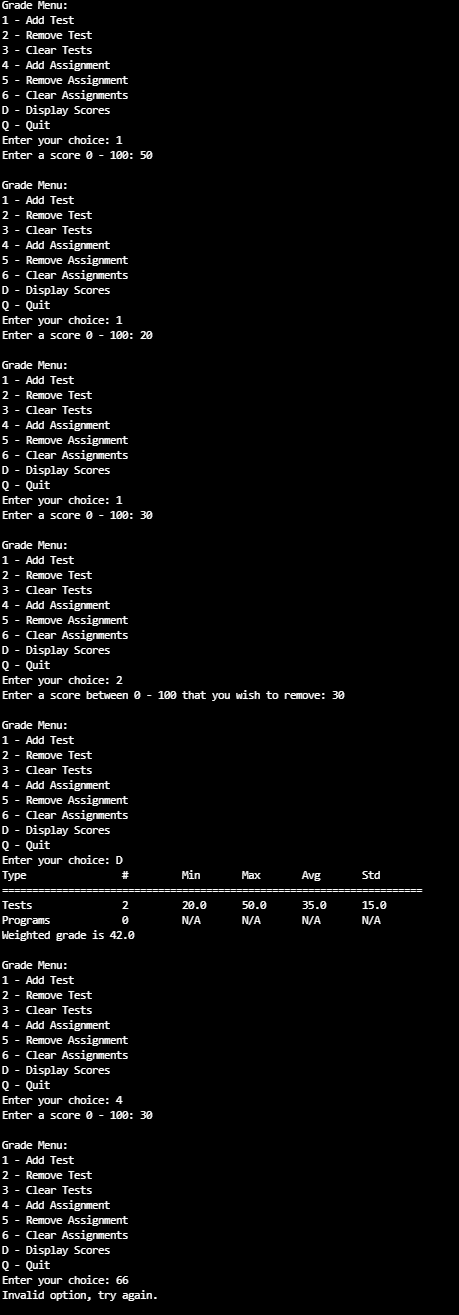 Grade Menu:
1 - Add Test
2 - Remove Test
3 - Clear Tests
4 - Add Assignment
5 - Remove Assignment
6 - Clear Assignments
D - Display Scores
Q - Quit
Enter your choice: 1
Enter a score 0 - 100: 50

Grade Menu:
1 - Add Test
2 - Remove Test
3 - Clear Tests
4 - Add Assignment
5 - Remove Assignment
6 - Clear Assignments
D - Display Scores
Q - Quit
Enter your choice: 1
Enter a score 0 - 100: 20

Grade Menu:
1 - Add Test
2 - Remove Test
3 - Clear Tests
4 - Add Assignment
5 - Remove Assignment
6 - Clear Assignments
D - Display Scores
Q - Quit
Enter your choice: 1
Enter a score 0 - 100: 30

Grade Menu:
1 - Add Test
2 - Remove Test
3 - Clear Tests
4 - Add Assignment
5 - Remove Assignment
6 - Clear Assignments
D - Display Scores
Q - Quit
Enter your choice: 2
Enter a score between 0 - 100 that you wish to remove: 30

Grade Menu:
1 - Add Test
2 - Remove Test
3 - Clear Tests
4 - Add Assignment
5 - Remove Assignment
6 - Clear Assignments
D - Display Scores
Q - Quit
Enter your choice: D
Type # Min Max Avg Std
======================================================================
Tests 2 20.0 50.0 35.0 15.0
Programs 0 N/A N/A N/A N/A
Weighted grade is 42.0

Grade Menu:
1 - Add Test
2 - Remove Test
3 - Clear Tests
4 - Add Assignment
5 - Remove Assignment
6 - Clear Assignments
D - Display Scores
Q - Quit
Enter your choice: 4
Enter a score 0 - 100: 30

Grade Menu:
1 - Add Test
2 - Remove Test
3 - Clear Tests
4 - Add Assignment
5 - Remove Assignment
6 - Clear Assignments
D - Display Scores
Q - Quit
Enter your choice: 66
Invalid option, try again.